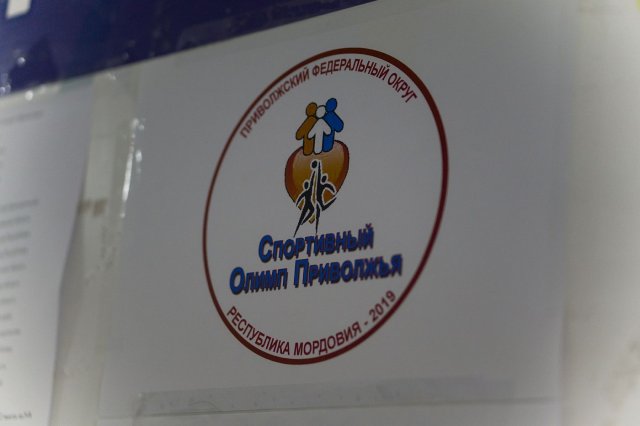 ПРИВОЛЖСКИЙ ФЕДЕРАЛЬНЫЙ ОКРУГ
СПОРТИВНЫЙ
ОЛИМП ПРИВОЛЖЬЯ
РЕСПУБЛИКА МОРДОВИЯ - 2019